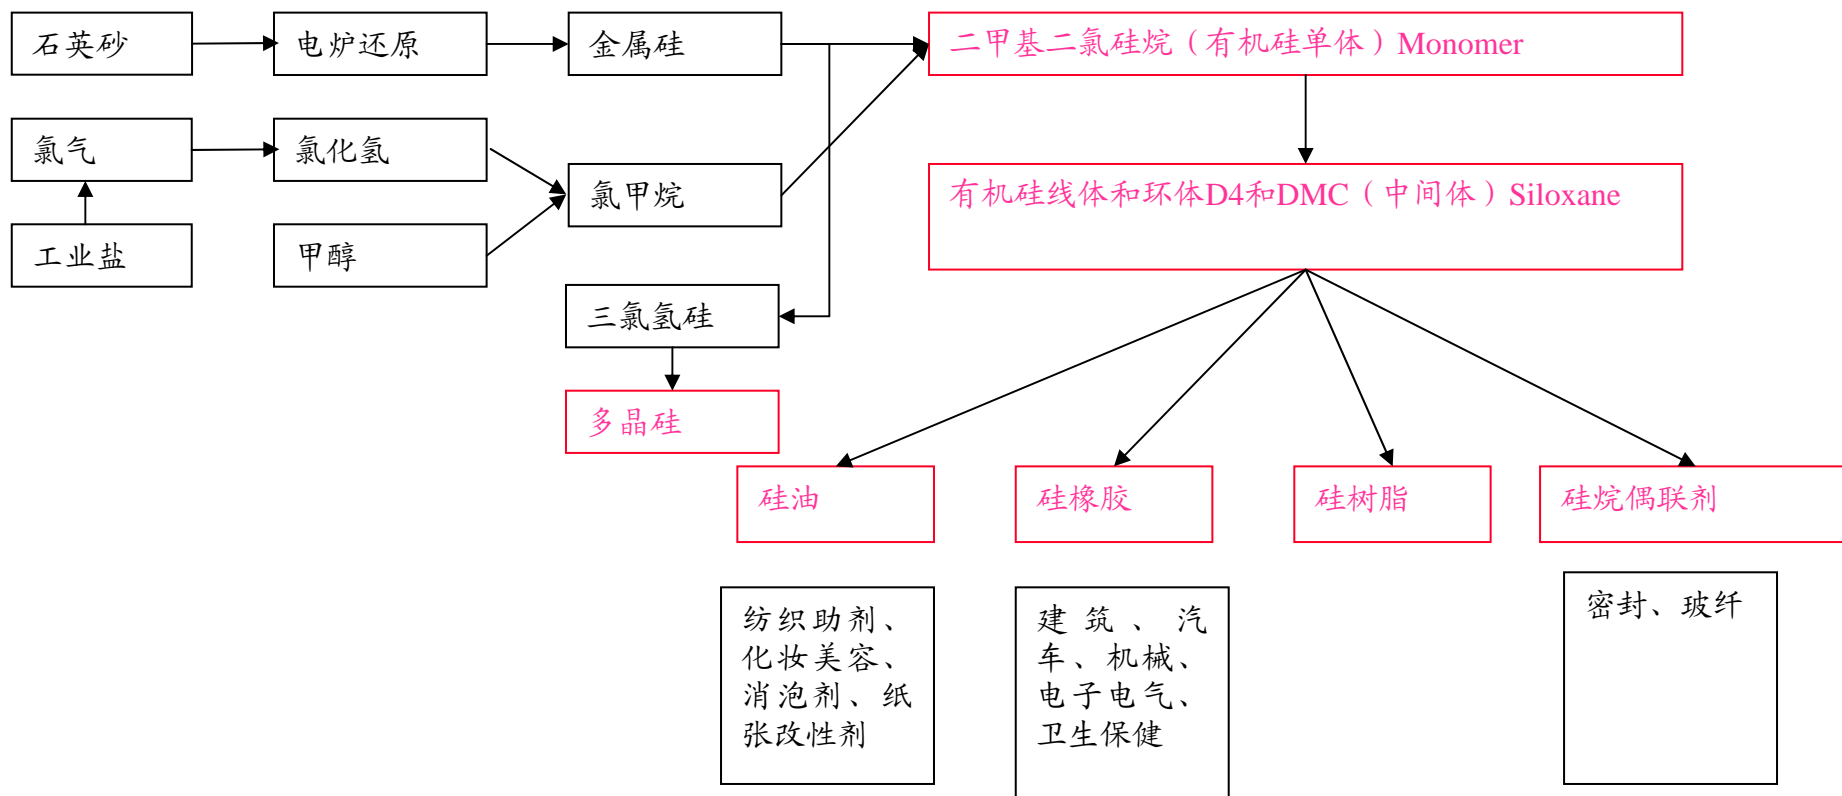 石英砂
电炉还原
金属硅
二甲基二氯硅烷（有机硅单体）Monomer
氯气
氯化氢
氯甲烷
有机硅线体和环体D4和DMC（中间体）Siloxane
工业盐
甲醇
三氯氢硅
多晶硅
硅油
硅橡胶
硅树脂
硅烷偶联剂
纺织助剂、
化妆美容、
消泡剂、纸
张改性剂
建筑、汽
车、机械、
电子电气、
卫生保健
密封、玻纤